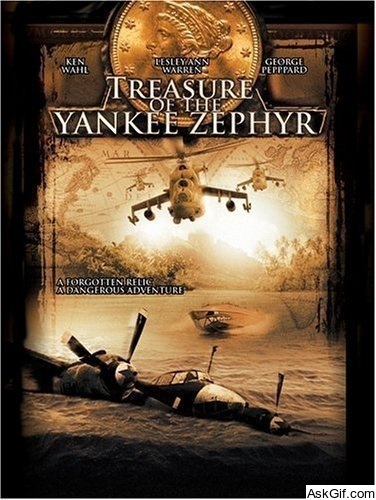 KEN WAHL
LESLEY ANN WARREN
GEORGE PEPPPARD
TREASURE
OF THE
YANKEE ZEPHYR
A FORGOTTEN RELIC
A DANGEROUS ADVENTURE
AskGif.com